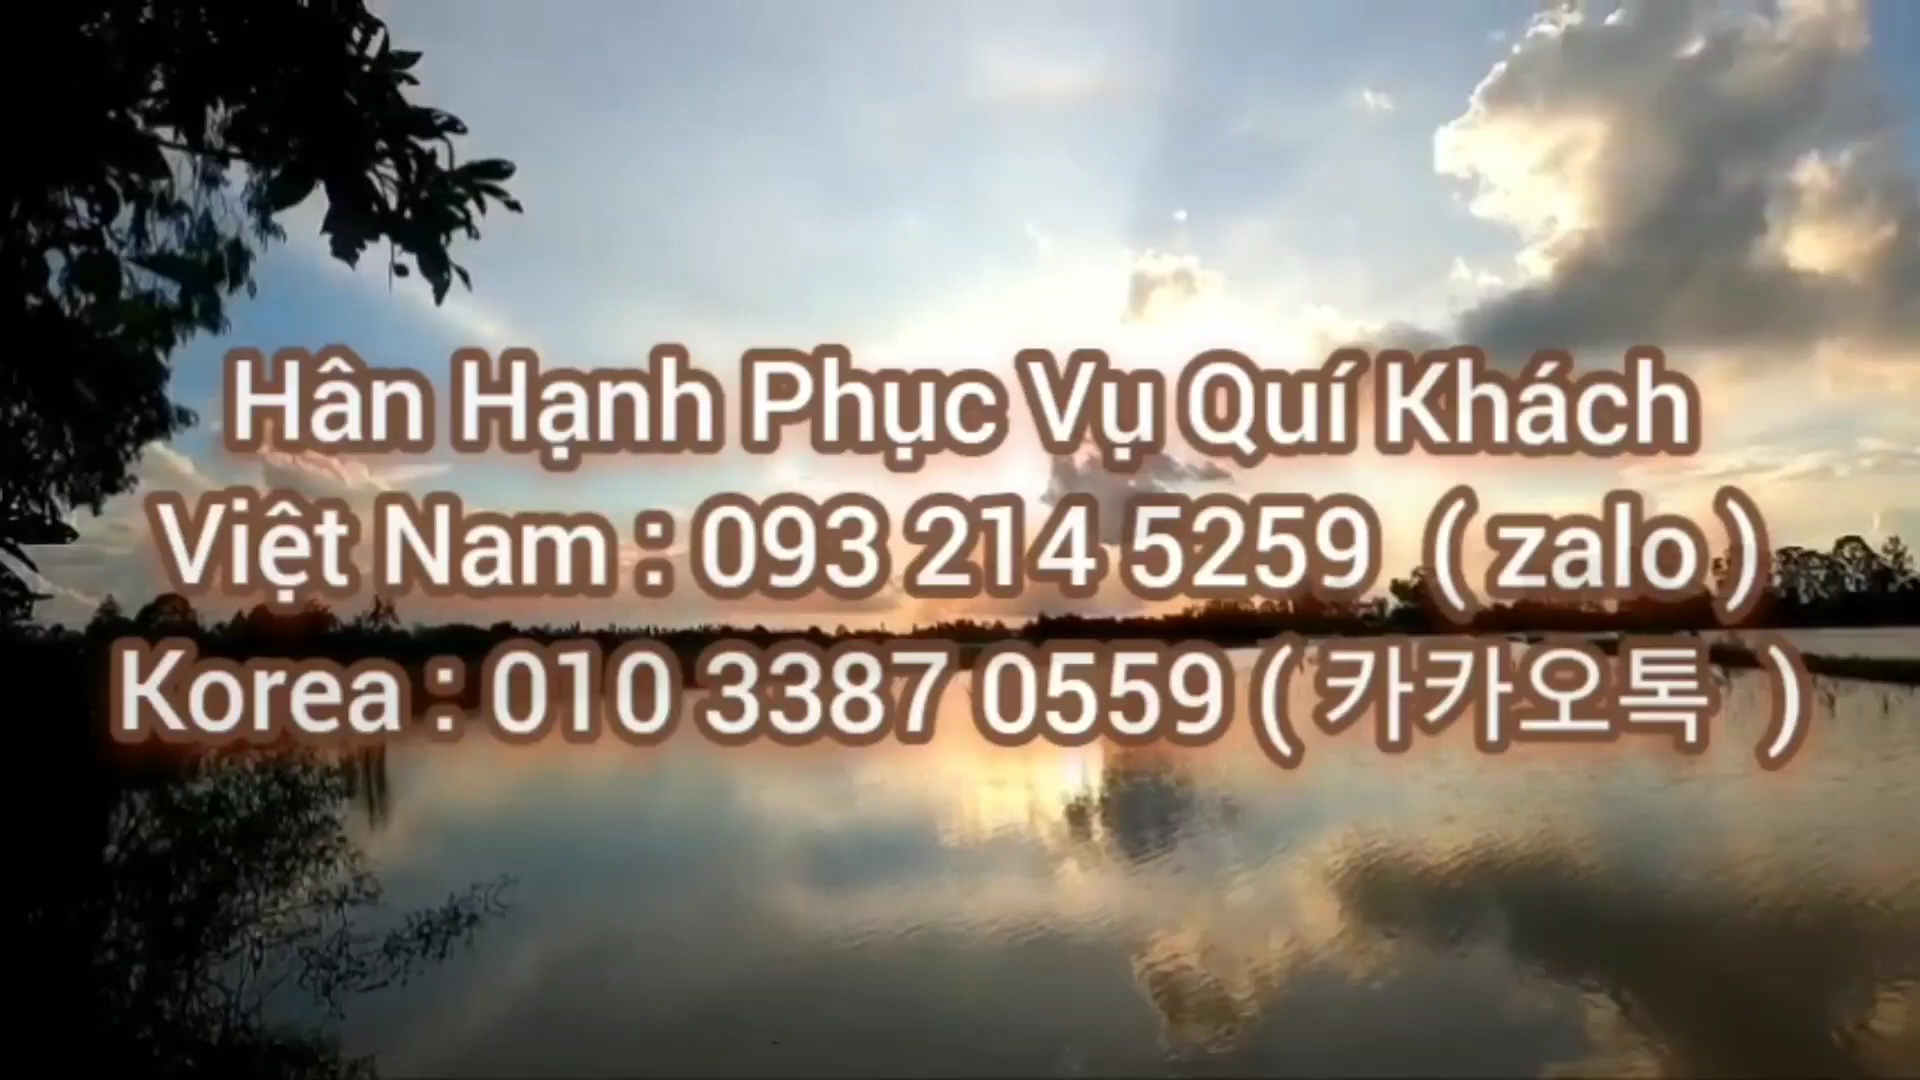 Hân Hạnh Phục Vụ Quí Khách
Việt Nam : 093 214 5259 ( zalo )
Korea : 010 3387 0559 ( 카카오톡 )